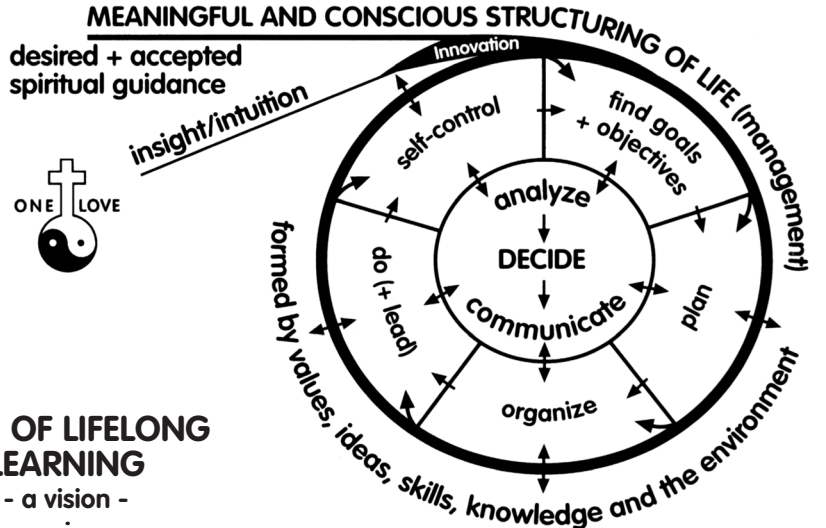 MEANINGFUL AND CONSCIOUS STRUCTURING OF LIFE (management)
desired + accepted
spiritual guidance
Innovation
insight/intuition
self-control
find goals
+ objectives
analyze
ONE LOVE
DECIDE
do (+ lead)
plan
communicate
organize
formed by values, ideas, skills, knowledge and the environment
OF LIFELONG
LEARNING
- a vision -